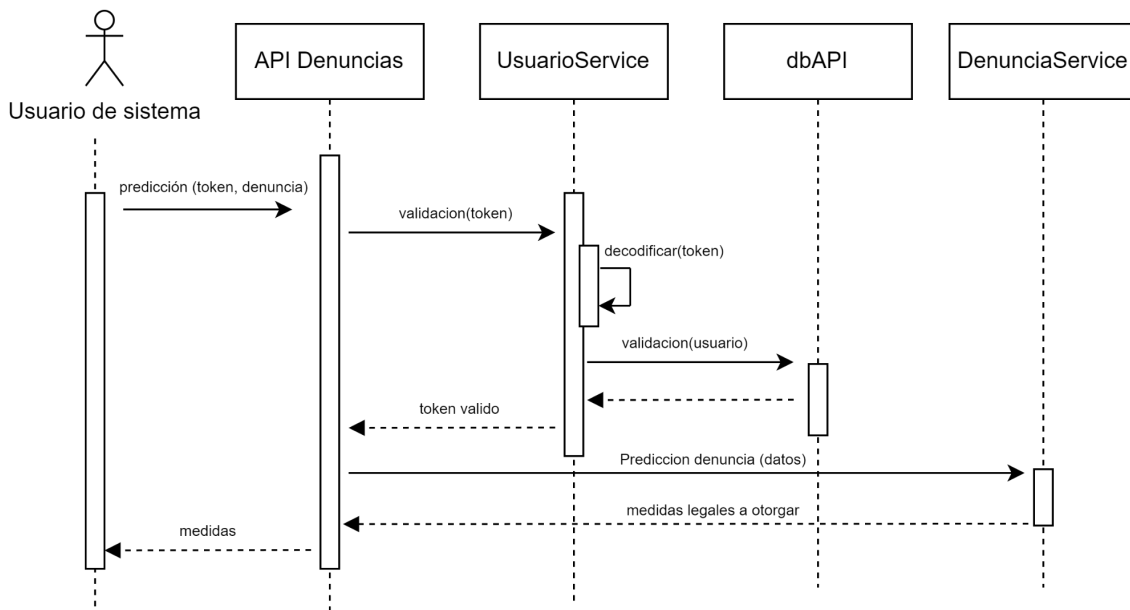 Usuario de sistema
API Denuncias
UsuarioService
dbAPI
DenunciaService
predicción (token, denuncia)
validacion(token)
decodificar(token)
validacion(usuario)
token valido
Prediccion denuncia (datos)
medidas legales a otorgar
medidas